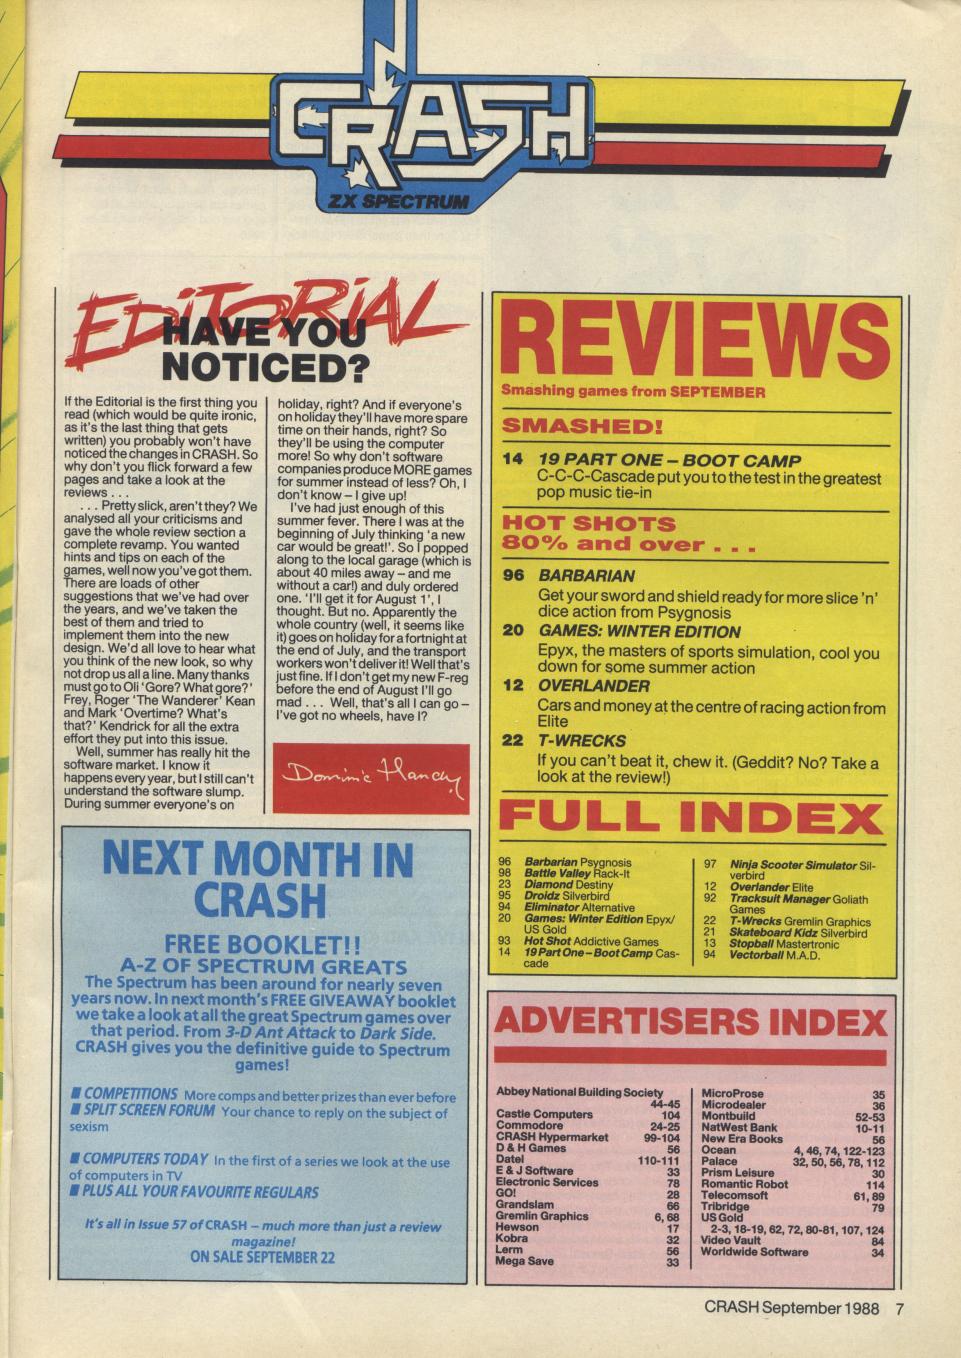 CRASH
ZX SPECTRUM
EDITORIAL
HAVE YOU
NOTICED?
If the Editorial is the first thing you
read (which would be quite ironic,
as it's the last thing that gets
written) you probably won't have
noticed the changes in CRASH. So
why don't you flick forward a few
pages and take a look at the
reviews . . .
. . . Pretty slick, aren't they? We
analysed all your criticisms and
gave the whole review section a
complete revamp. You wanted
hints and tips on each of the
games, well now you've got them.
There are loads of other
suggestions that we've had over
the years, and we've taken the
best of them and tried to
implement them into the new
design. We'd all love to hear what
you think of the new look, so why
not drop us all a line. Many thanks
must go to Oli 'Gore? What gore?'
Frey, Roger 'The Wanderer' Kean
and Mark 'Overtime? What's
that?' Kendrick for all the extra
effort they put into this issue.
Well, summer has really hit the
software market. I know it
happens every year, but I still can't
understand the software slump.
During summer everyone's on
holiday, right? And if everyone's
on holiday they'll have more spare
time on their hands, right? So
they'll be using the computer
more! So why don't software
companies produce MORE games
for summer instead of less? Oh, I
don't know – I give up!
I've had just enough of this
summer fever. There I was at the
beginning of July thinking 'a new
car would be great!'. So I popped
along to the local garage (which is
about 40 miles away – and me
without a car!) and duly ordered
one. 'I'll get it for August 1', I
thought. But no. Apparently the
whole country (well, it seems like
it) goes on holiday for a fortnight at
the end of July, and the transport
workers won't deliver it! Well that's
just fine. If I don't get my new F-reg
before the end of August I'll go
mad . . . Well, that's all I can go –
I've got no wheels, have I?
Dominic Handy
NEXT MONTH IN
CRASH
FREE BOOKLET!!
A-Z OF SPECTRUM GREATS
The Spectrum has been around for nearly seven
years now. In next month's FREE GIVEAWAY booklet
we take a look at all the great Spectrum games over
that period. From 3-D Ant Attack to Dark Side.
CRASH gives you the definitive guide to Spectrum
games!
■ COMPETITIONS More comps and better prizes than ever before
■ SPLIT SCREEN FORUM Your chance to reply on the subject of
sexism
■ COMPUTERS TODAY In the first of a series we look at the use
of computers in TV
■ PLUS ALL YOUR FAVOURITE REGULARS
It's all in Issue 57 of CRASH – much more than just a review
magazine!
ON SALE SEPTEMBER 22
REVIEWS
Smashing games from SEPTEMBER
SMASHED!
14 19 PART ONE – BOOT CAMP
C-C-C-Cascade put you to the test in the greatest
pop music tie-in
HOT SHOTS
80% and over . . .
96 BARBARIAN
Get your sword and shield ready for more slice 'n'
dice action from Psygnosis
20 GAMES: WINTER EDITION
Epyx, the masters of sports simulation, cool you
down for some summer action
12 OVERLANDER
Cars and money at the centre of racing action from
Elite
22 T-WRECKS
If you can't beat it, chew it. (Geddit? No? Take a
look at the review!)
FULL INDEX
96 Barbarian Psygnosis
98 Battle Valley Rack-It
23 Diamond Destiny
95 Droidz Silverbird
94 Eliminator Alternative
20 Games: Winter Edition Epyx/
US Gold
93 Hot Shot Addictive Games
14 19 Part One – Boot Camp Cas-
cade
97 Ninja Scooter Simulator Sil-
verbird
12 Overlander Elite
92 Tracksuit Manager Goliath
Games
22 T-Wrecks Gremlin Graphics
21 Skateboard Kidz Silverbird
13 Stopball Mastertronic
94 Vectorball M.A.D.
ADVERTISERS INDEX
Abbey National Building Society
44-45
Castle Computers 104
Commodore 24-25
CRASH Hypermarket 99-104
D & H Games 56
Datel 110-111
E & J Software 33
Electronic Services 78
GO! 28
Grandslam 66
Gremlin Graphics 6, 68
Hewson 17
Kobra 32
Lerm 56
Mega Save 33
MicroProse 35
Microdealer 36
Montbuild 52-53
NatWest Bank 10-11
New Era Books 56
Ocean 4, 46, 74, 122-123
Palace 32, 50, 56, 78, 112
Prism Leisure 30
Romantic Robot 114
Telecomsoft 61, 89
Tribridge 79
US Gold
2-3, 18-19, 62, 72, 80-81, 107, 124
Video Vault 84
Worldwide Software 34
CRASH September 1988 7